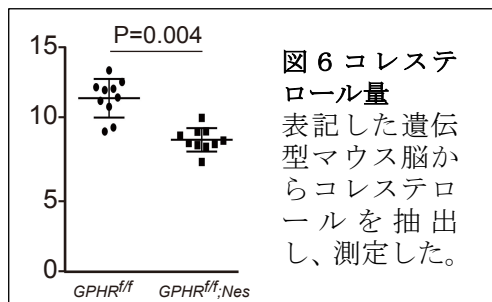 P=0.004
15
10
5
0
GPHRf/f
GPHRf/f;Nes
図6コレステ
ロール量
表記した遺伝
型マウス脳か
らコレステロ
ールを抽出
し、測定した。